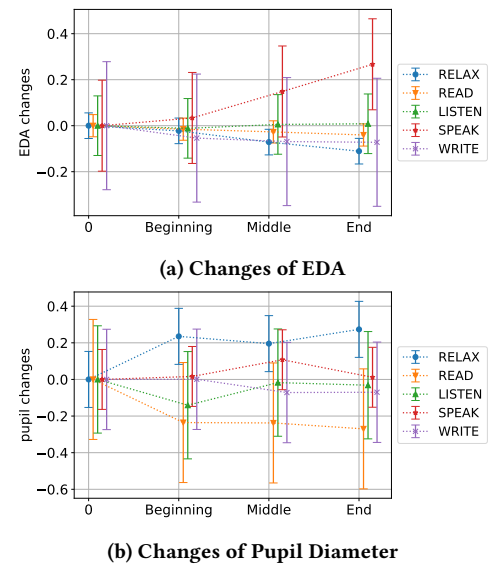 EDA changes
0.4
0.2
0.0
−0.2
0
Beginning
Middle
End
RELAX
READ
LISTEN
SPEAK
WRITE
(a) Changes of EDA
pupil changes
0.4
0.2
0.0
−0.2
−0.4
−0.6
0
Beginning
Middle
End
RELAX
READ
LISTEN
SPEAK
WRITE
(b) Changes of Pupil Diameter